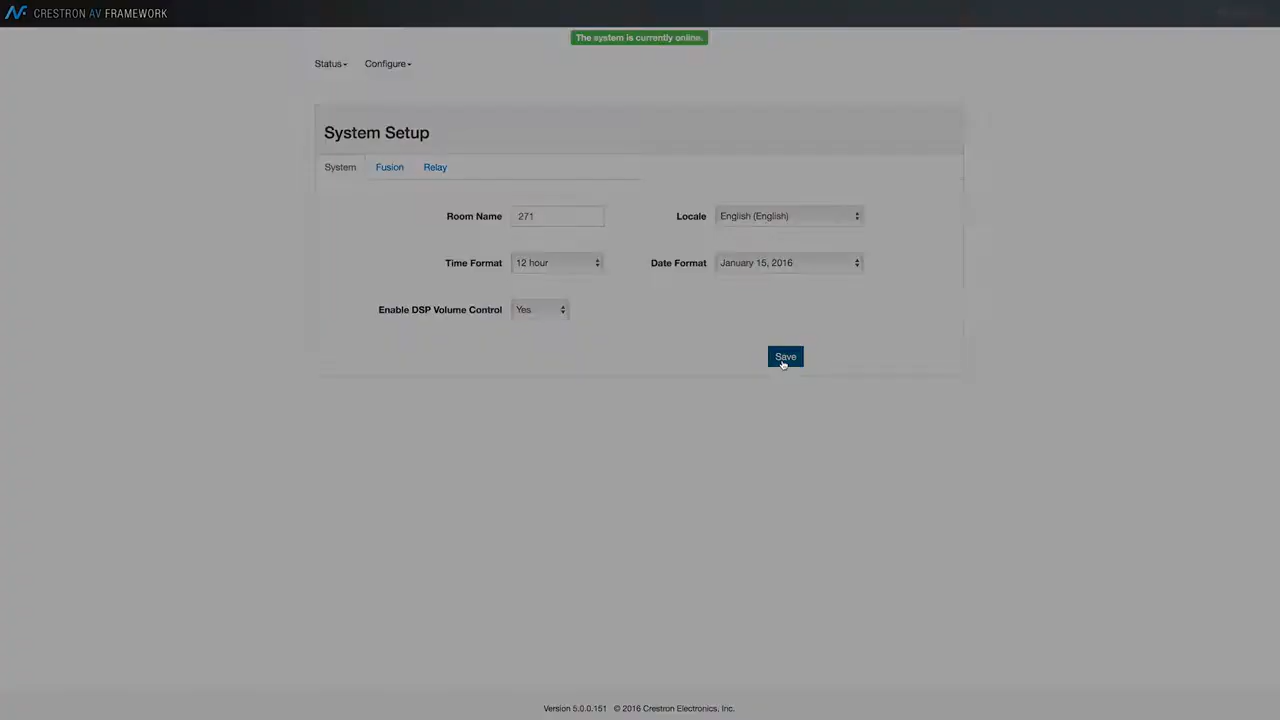 CRESTRON AV FRAMEWORK
The system is currently online.
Status
Configure
System Setup
System
Fusion
Relay
Room Name
271
Locale
English (English)
Time Format
12 hour
Date Format
January 15, 2016
Enable DSP Volume Control
Yes
Save
Version 5.0.0.151 © 2016 Crestron Electronics, Inc.